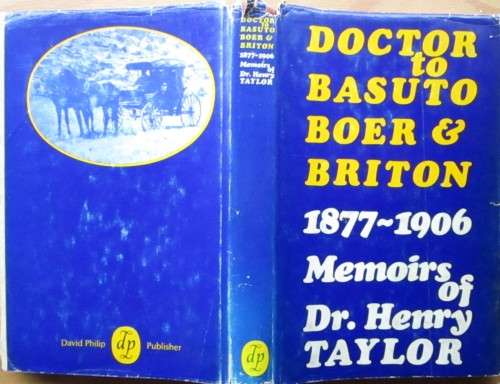 David Philip dp Publisher
DOCTOR
to
BASUTO
BOER &
BRITON
1877~1906
Memoirs
of
Dr. Henry
TAYLOR
dp
DOCTOR
to
BASUTO
BOER &
BRITON
1877~1906
Memoirs
of
Dr. Henry
TAYLOR